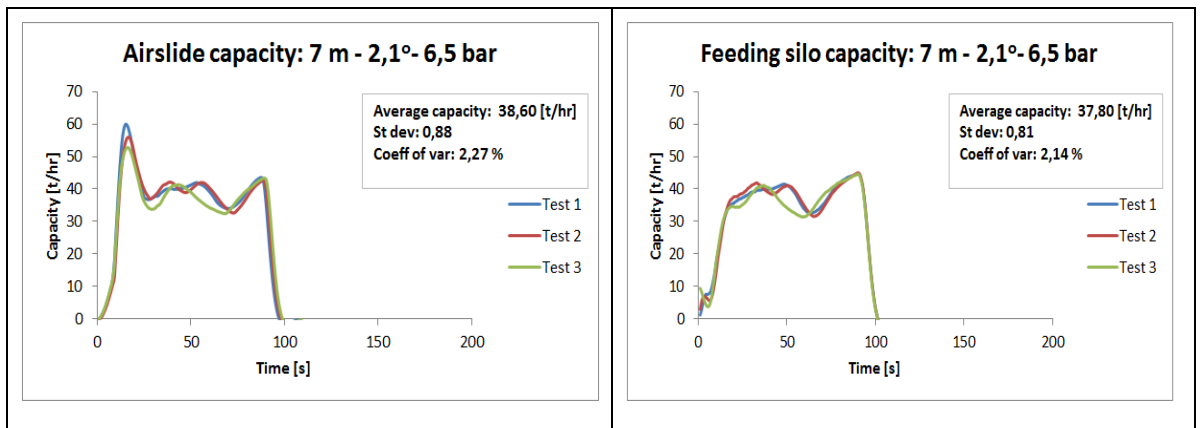 Airslide capacity: 7 m - 2,1º- 6,5 bar
Capacity [t/hr]
70
60
50
40
30
20
10
0
Average capacity: 38,60 [t/hr]
St dev: 0,88
Coeff of var: 2,27 %
Test 1
Test 2
Test 3
0 50 100 150 200
Time [s]
Feeding silo capacity: 7 m - 2,1º- 6,5 bar
Capacity [t/hr]
70
60
50
40
30
20
10
0
Average capacity: 37,80 [t/hr]
St dev: 0,81
Coeff of var: 2,14 %
Test 1
Test 2
Test 3
0 50 100 150 200
Time [s]